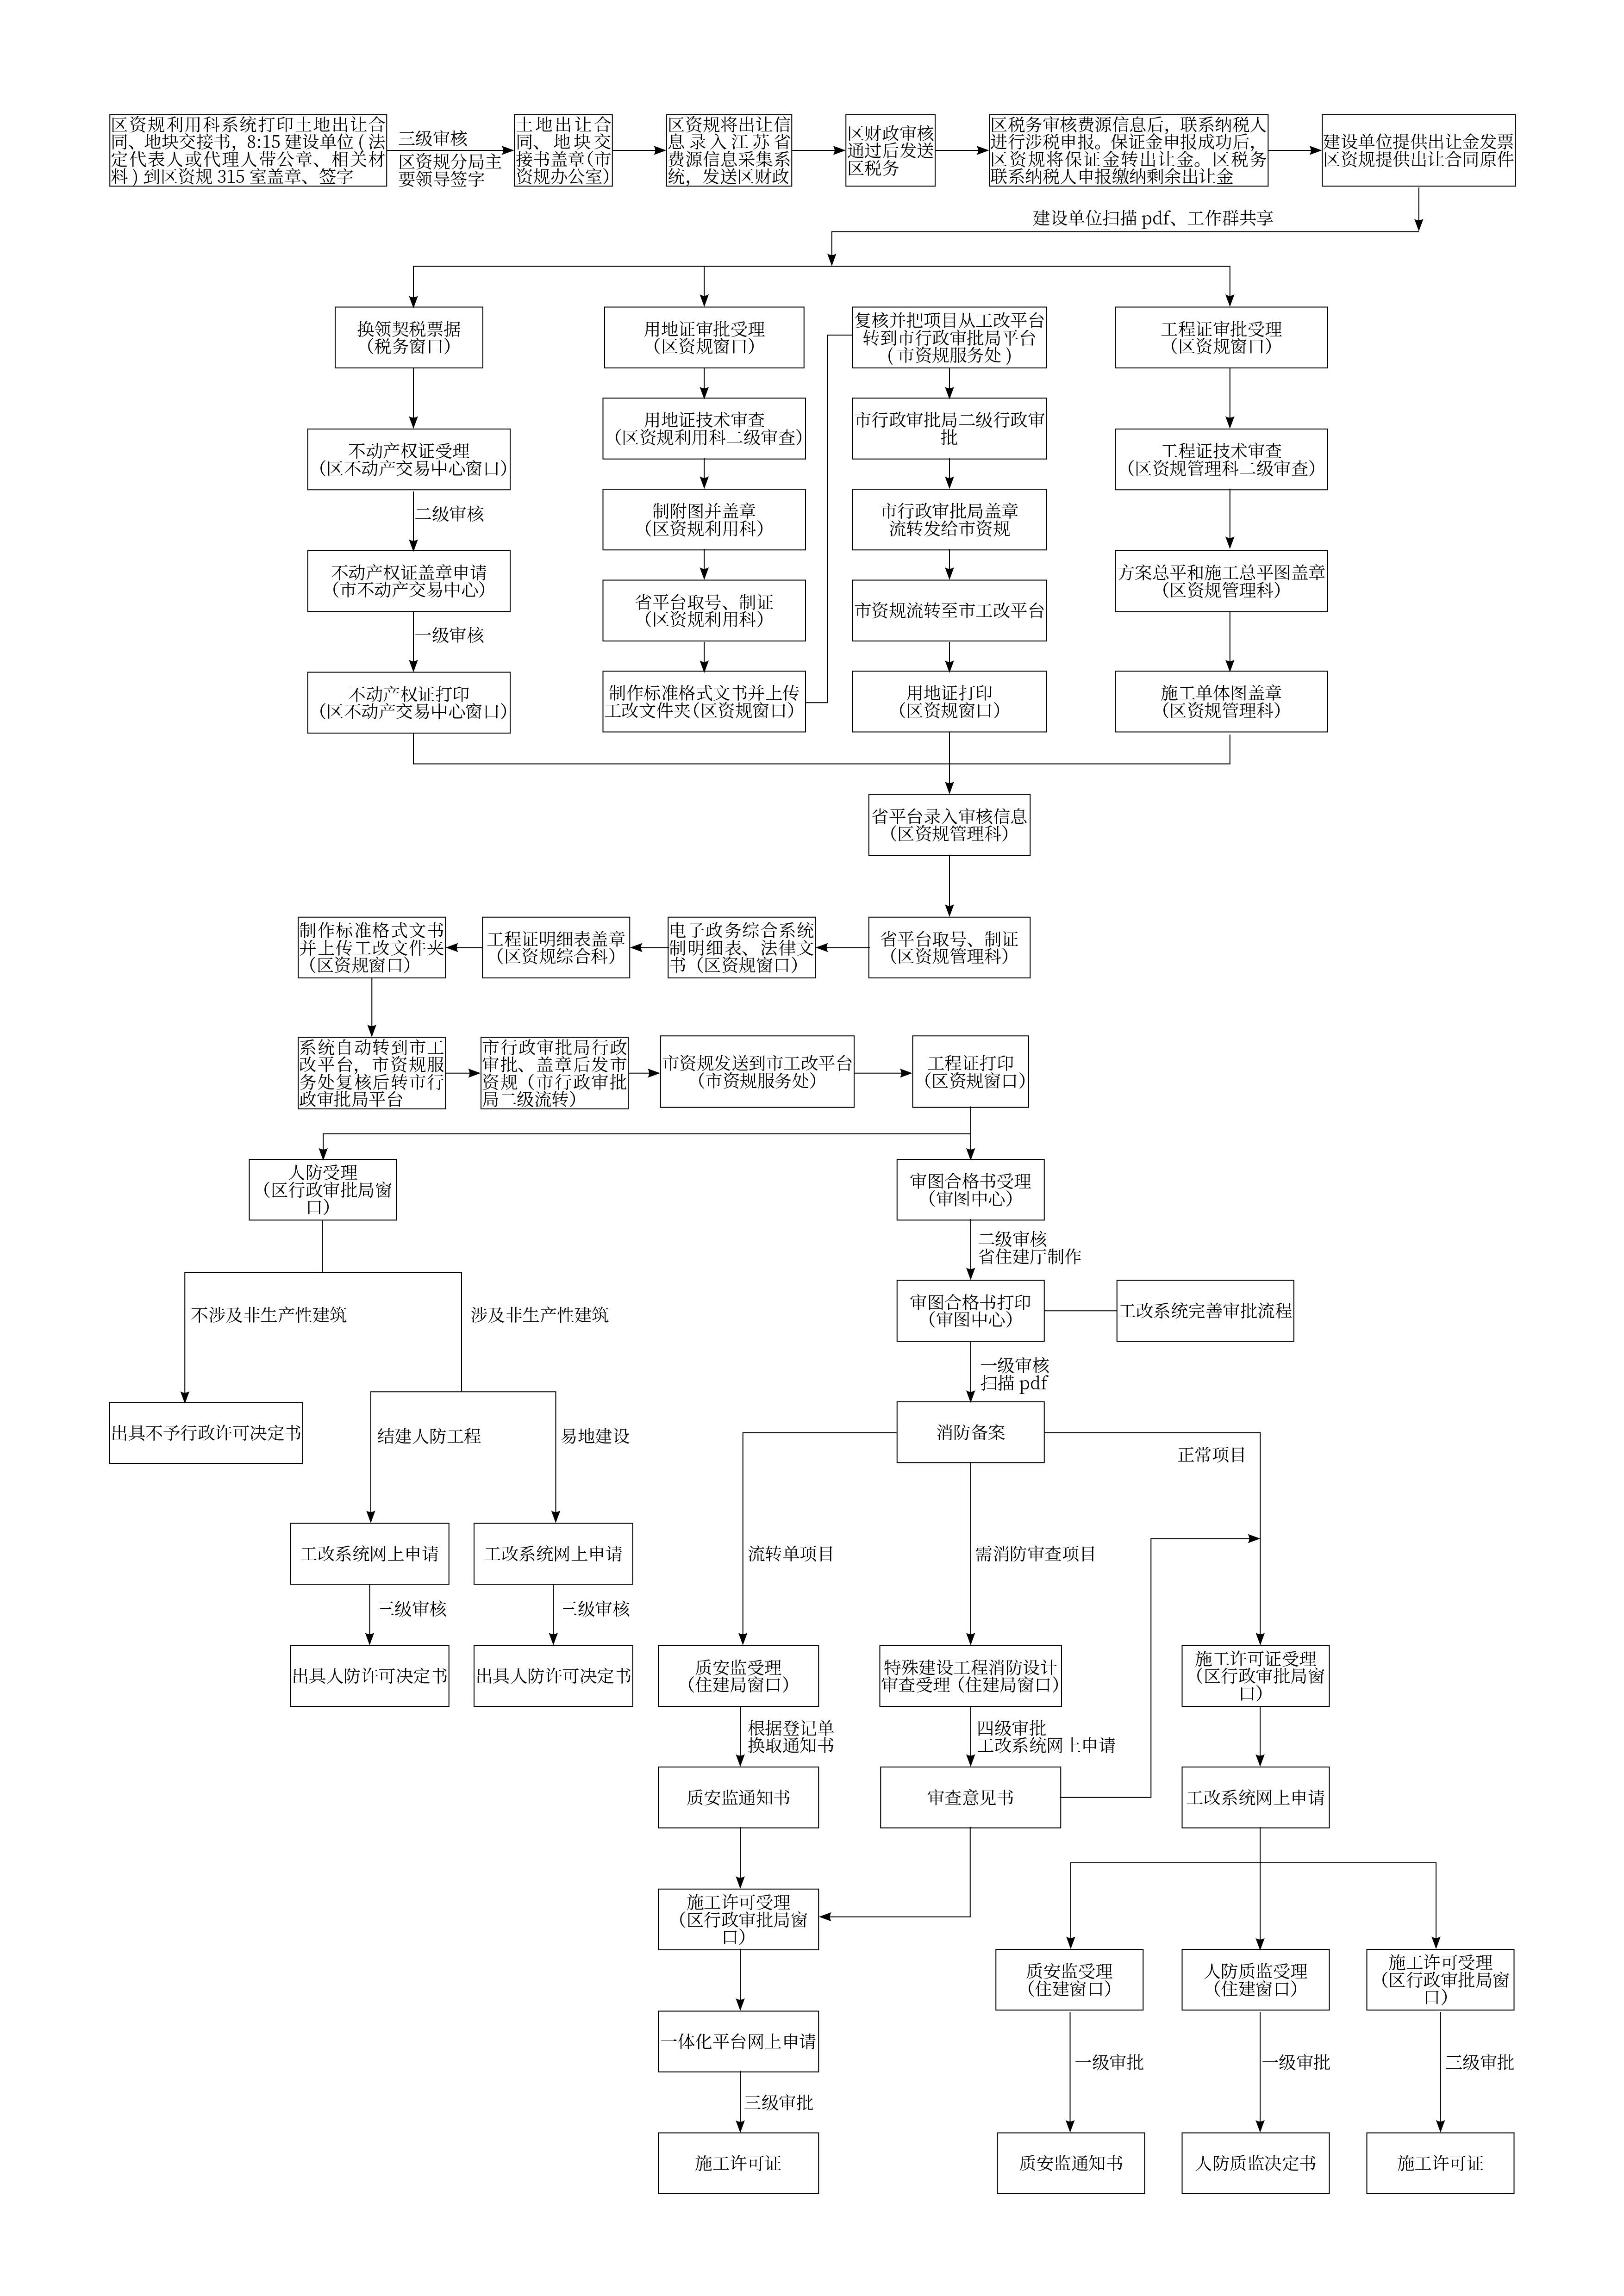 区资规利用科系统打印土地出让合
同、地块交接书，8:15 建设单位 ( 法
定代表人或代理人带公章、相关材
料 ) 到区资规 315 室盖章、签字
三级审核
区资规分局主
要领导签字
土地出让合
同、地块交
接书盖章(市
资规办公室)
区资规将出让信
息录入江苏省
费源信息采集系
统，发送区财政
区财政审核
通过后发送
区税务
区税务审核费源信息后，联系纳税人
进行涉税申报。保证金申报成功后，
区资规将保证金转出让金。区税务
联系纳税人申报缴纳剩余出让金
建设单位提供出让金发票
区资规提供出让合同原件
建设单位扫描 pdf、工作群共享
换领契税票据
（税务窗口）
不动产权证受理
（区不动产交易中心窗口）
二级审核
不动产权证盖章申请
（市不动产交易中心）
一级审核
不动产权证打印
（区不动产交易中心窗口）
用地证审批受理
（区资规窗口）
用地证技术审查
（区资规利用科二级审查）
制附图并盖章
（区资规利用科）
省平台取号、制证
（区资规利用科）
制作标准格式文书并上传
工改文件夹（区资规窗口）
复核并把项目从工改平台
转到市行政审批局平台
( 市资规服务处 )
市行政审批局二级行政审
批
市行政审批局盖章
流转发给市资规
市资规流转至市工改平台
用地证打印
（区资规窗口）
工程证审批受理
（区资规窗口）
工程证技术审查
（区资规管理科二级审查）
方案总平和施工总平图盖章
（区资规管理科）
施工单体图盖章
（区资规管理科）
省平台录入审核信息
（区资规管理科）
省平台取号、制证
（区资规管理科）
电子政务综合系统
制明细表、法律文
书（区资规窗口）
工程证明细表盖章
（区资规综合科）
制作标准格式文书
并上传工改文件夹
（区资规窗口）
系统自动转到市工
改平台，市资规服
务处复核后转市行
政审批局平台
市行政审批局行政
审批、盖章后发市
资规（市行政审批
局二级流转）
市资规发送到市工改平台
（市资规服务处）
工程证打印
（区资规窗口）
人防受理
（区行政审批局窗
口）
不涉及非生产性建筑
涉及非生产性建筑
出具不予行政许可决定书
结建人防工程
易地建设
工改系统网上申请
工改系统网上申请
三级审核
三级审核
出具人防许可决定书
出具人防许可决定书
审图合格书受理
（审图中心）
二级审核
省住建厅制作
审图合格书打印
（审图中心）
工改系统完善审批流程
一级审核
扫描 pdf
消防备案
正常项目
流转单项目
需消防审查项目
质安监受理
（住建局窗口）
特殊建设工程消防设计
审查受理（住建局窗口）
施工许可证受理
（区行政审批局窗
口）
根据登记单
换取通知书
四级审批
工改系统网上申请
质安监通知书
审查意见书
工改系统网上申请
施工许可受理
（区行政审批局窗
口）
质安监受理
（住建窗口）
人防质监受理
（住建窗口）
施工许可受理
（区行政审批局窗
口）
一体化平台网上申请
一级审批
一级审批
三级审批
三级审批
施工许可证
质安监通知书
人防质监决定书
施工许可证